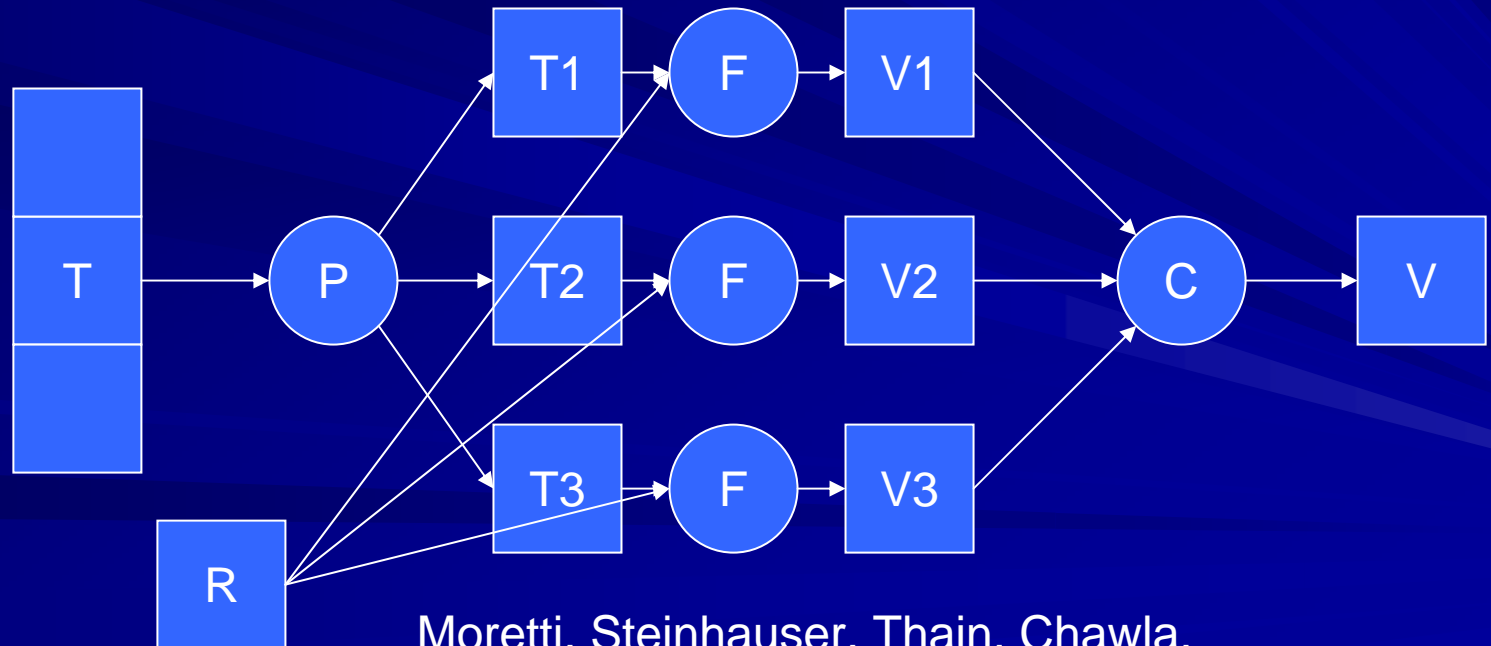 T1 F V1
T P T2 F V2 C V
T3 F V3
R
Moretti, Steinhauser, Thain, Chawla,